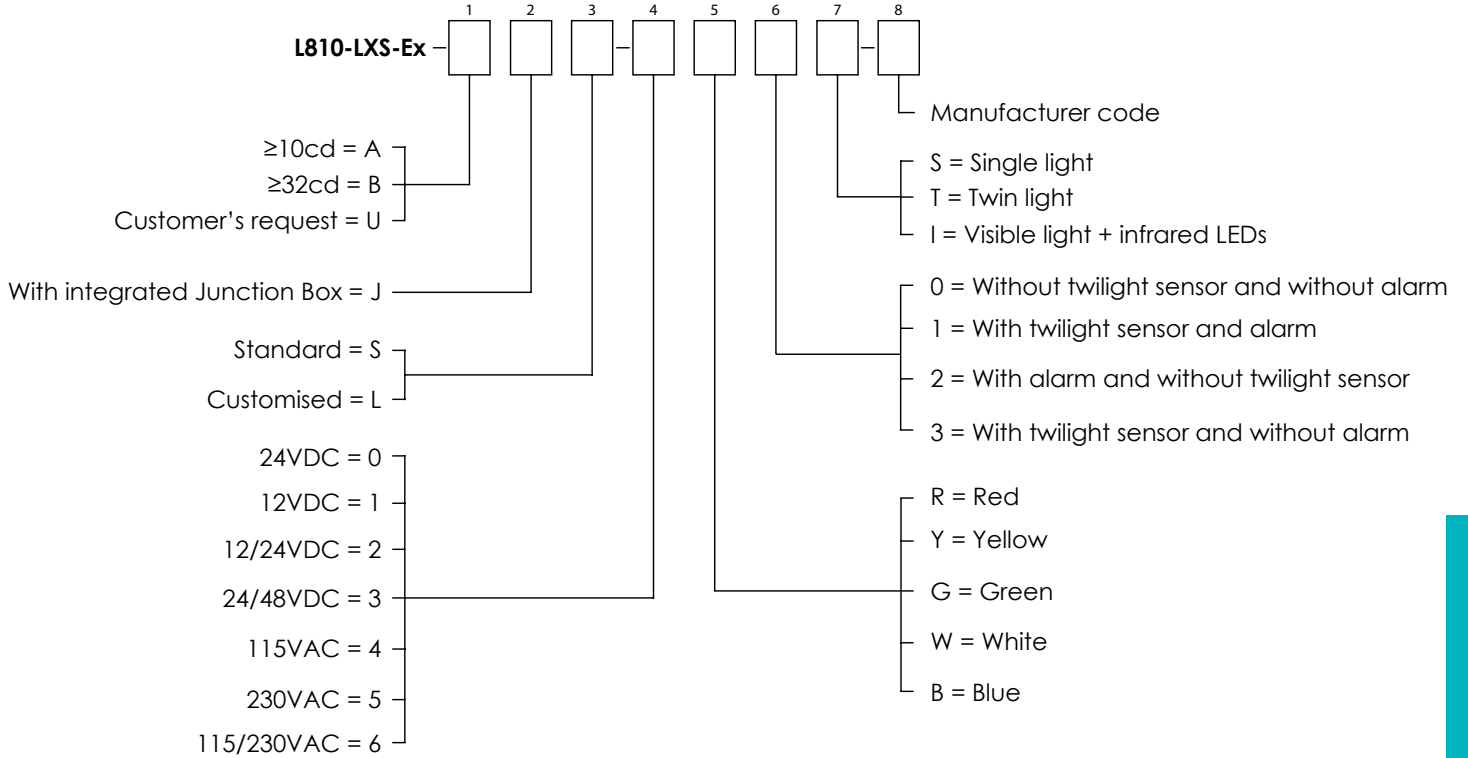 1 2 3 4 5 6 7 8
L810-LXS-Ex – – –
Manufacturer code
≥10cd = A
≥32cd = B
Customer's request = U
S = Single light
T = Twin light
I = Visible light + infrared LEDs
With integrated Junction Box = J
0 = Without twilight sensor and without alarm
1 = With twilight sensor and alarm
2 = With alarm and without twilight sensor
3 = With twilight sensor and without alarm
Standard = S
Customised = L
24VDC = 0
12VDC = 1
12/24VDC = 2
24/48VDC = 3
115VAC = 4
230VAC = 5
115/230VAC = 6
R = Red
Y = Yellow
G = Green
W = White
B = Blue